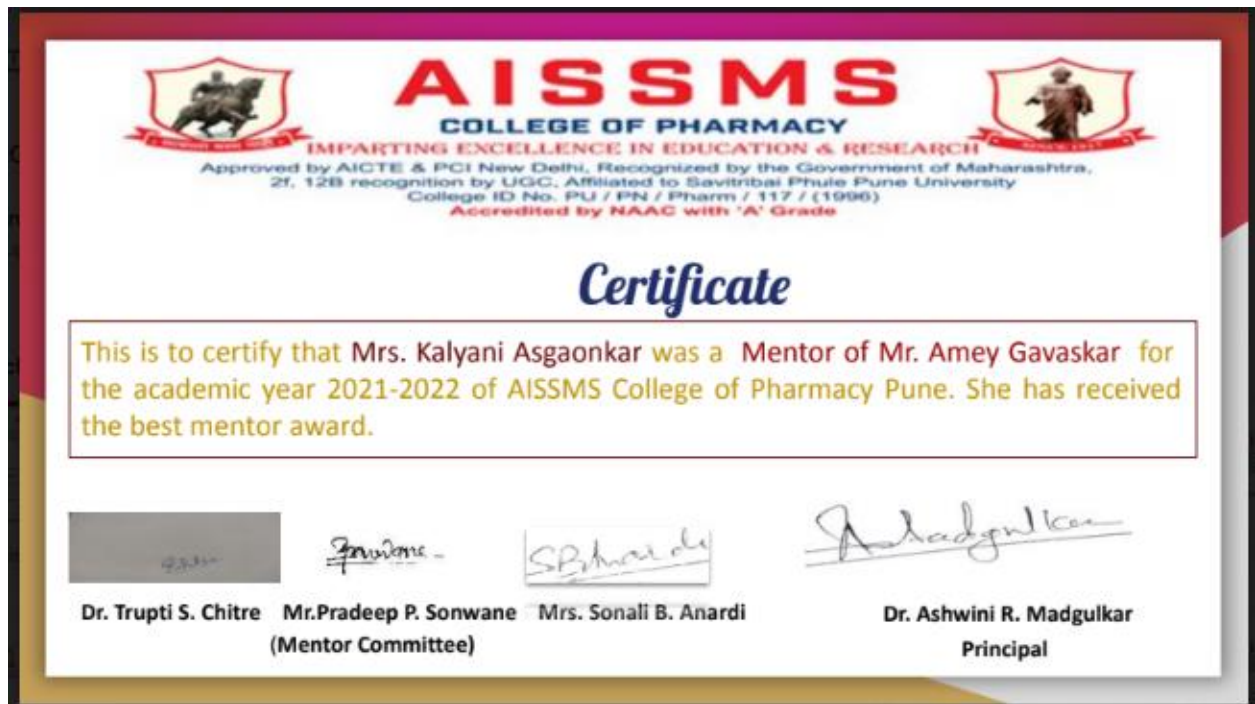 AISSMS
COLLEGE OF PHARMACY
IMPARTING EXCELLENCE IN EDUCATION & RESEARCH
SINCE 1917
Approved by AICTE & PCI New Delhi, Recognized by the Government of Maharashtra,
2f, 12B recognition by UGC, Affiliated to Savitribai Phule Pune University
College ID No. PU / PN / Pharm / 117 / (1996)
Accredited by NAAC with 'A' Grade
Certificate
This is to certify that Mrs. Kalyani Asgaonkar was a Mentor of Mr. Amey Gavaskar for
the academic year 2021-2022 of AISSMS College of Pharmacy Pune. She has received
the best mentor award.
Dr. Trupti S. Chitre Mr.Pradeep P. Sonwane Mrs. Sonali B. Anardi Dr. Ashwini R. Madgulkar
(Mentor Committee) Principal